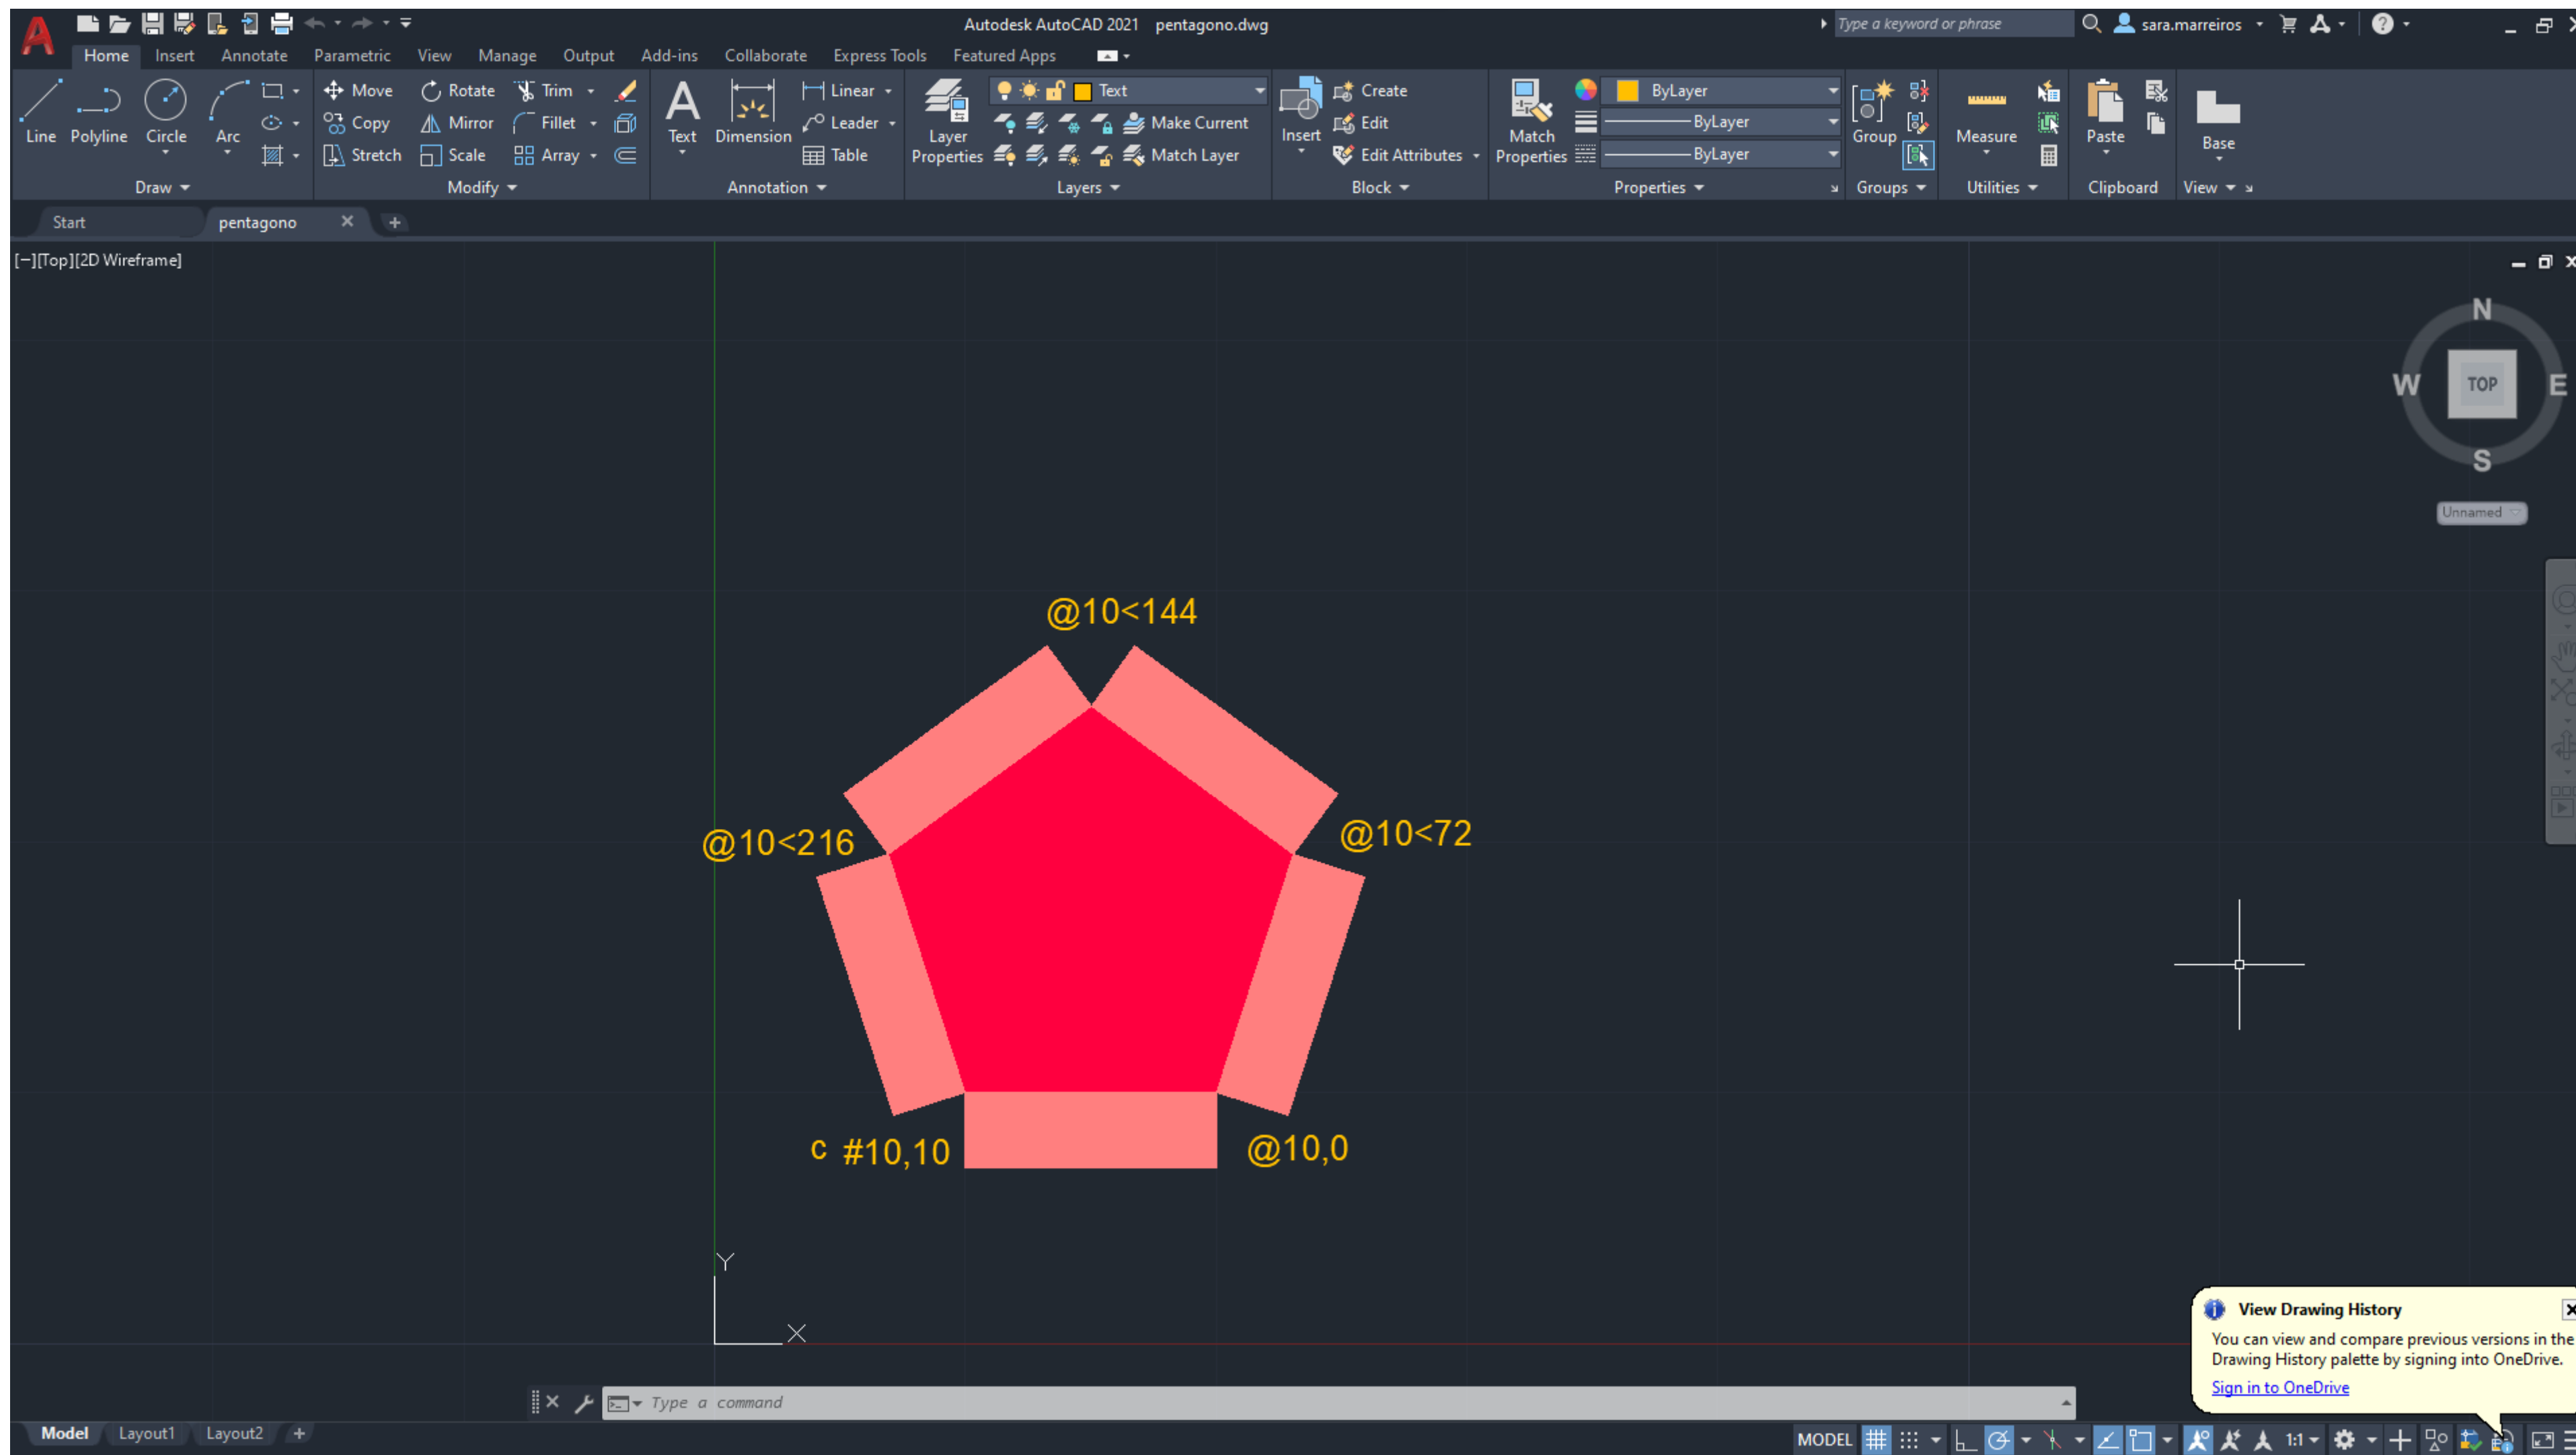 Autodesk AutoCAD 2021 pentagono.dwg
Type a keyword or phrase
sara.marreiros
Home Insert Annotate Parametric View Manage Output Add-ins Collaborate Express Tools Featured Apps
Line Polyline Circle Arc
Draw
Move Rotate Trim
Copy Mirror Fillet
Stretch Scale Array
Modify
Text Dimension
Linear
Leader
Table
Annotation
Layer Properties
Text
Make Current
Match Layer
Layers
Insert
Create
Edit
Edit Attributes
Block
Match Properties
ByLayer
ByLayer
ByLayer
Properties
Group
Groups
Measure
Utilities
Paste
Clipboard
Base
View
Start pentagono
[−][Top][2D Wireframe]
N
W TOP E
S
Unnamed
@10<144
@10<216
@10<72
c #10,10
@10,0
Y
X
View Drawing History
You can view and compare previous versions in the
Drawing History palette by signing into OneDrive.
Sign in to OneDrive
Type a command
Model Layout1 Layout2 +
MODEL 1:1